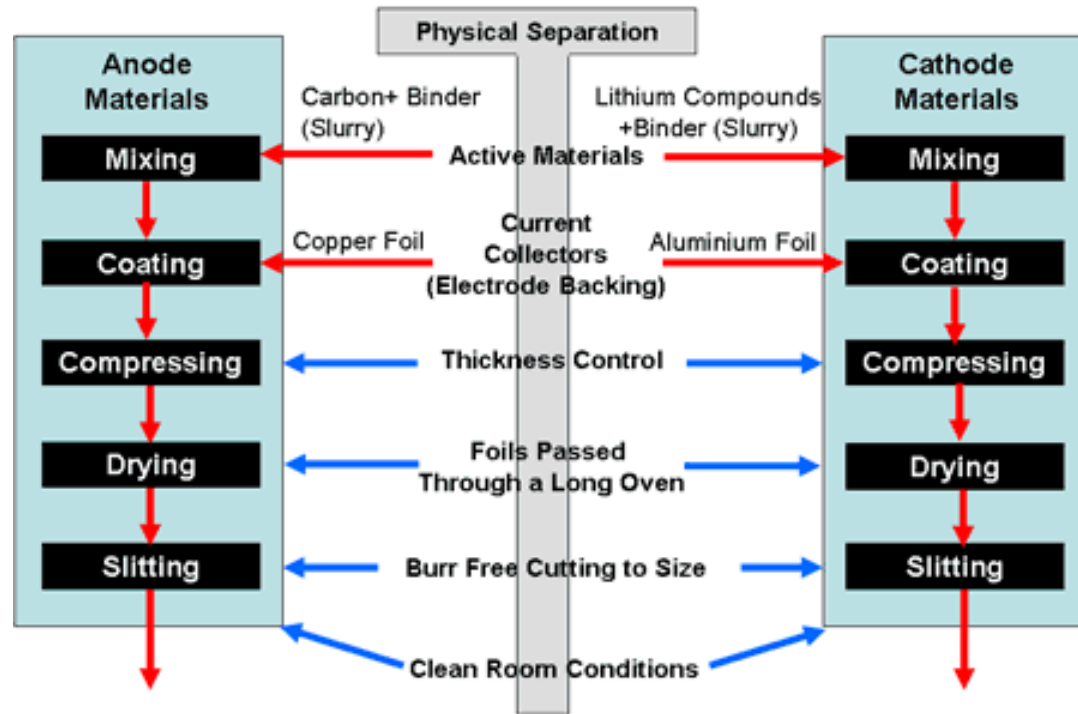 Physical Separation
Anode
Materials
Cathode
Materials
Carbon+ Binder
(Slurry)
Lithium Compounds
+Binder (Slurry)
Mixing
Active Materials
Mixing
Copper Foil
Current
Collectors
(Electrode Backing)
Aluminium Foil
Coating
Coating
Compressing
Thickness Control
Compressing
Drying
Foils Passed
Through a Long Oven
Drying
Slitting
Burr Free Cutting to Size
Slitting
Clean Room Conditions